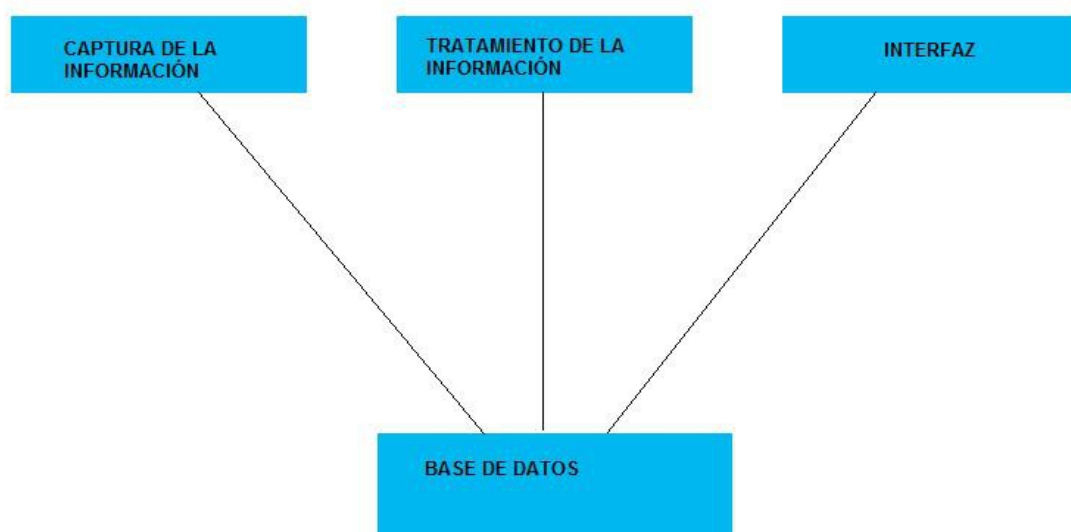 CAPTURA DE LA
INFORMACIÓN
TRATAMIENTO DE LA
INFORMACIÓN
INTERFAZ
BASE DE DATOS